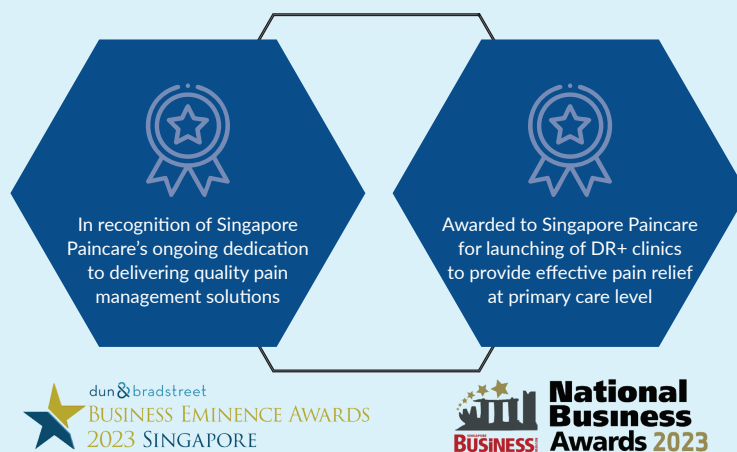 In recognition of Singapore
Paincare's ongoing dedication
to delivering quality pain
management solutions
Awarded to Singapore Paincare
for launching of DR+ clinics
to provide effective pain relief
at primary care level
dun&bradstreet
BUSINESS EMINENCE AWARDS
2023 SINGAPORE
BUSINESS
National
Business
Awards 2023